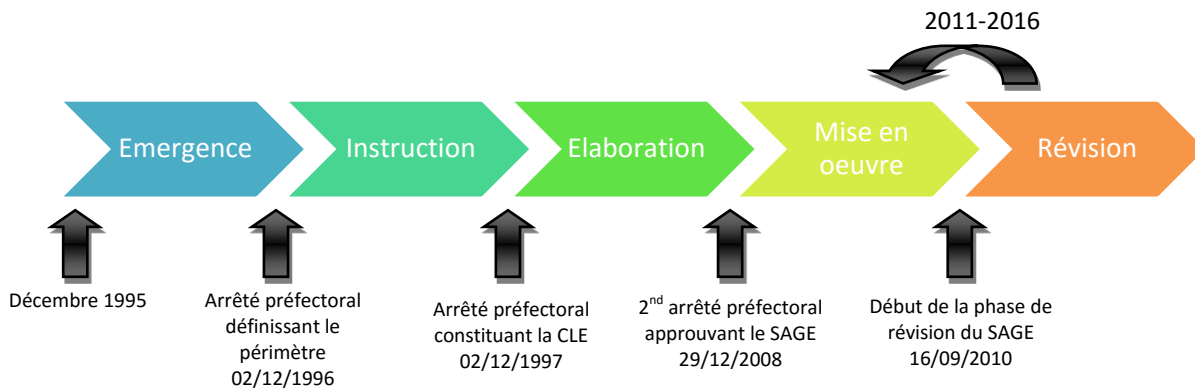 2011-2016
Emergence
Instruction
Elaboration
Mise en
oeuvre
Révision
Décembre 1995
Arrêté préfectoral
définissant le
périmètre
02/12/1996
Arrêté préfectoral
constituant la CLE
02/12/1997
2nd arrêté préfectoral
approuvant le SAGE
29/12/2008
Début de la phase de
révision du SAGE
16/09/2010